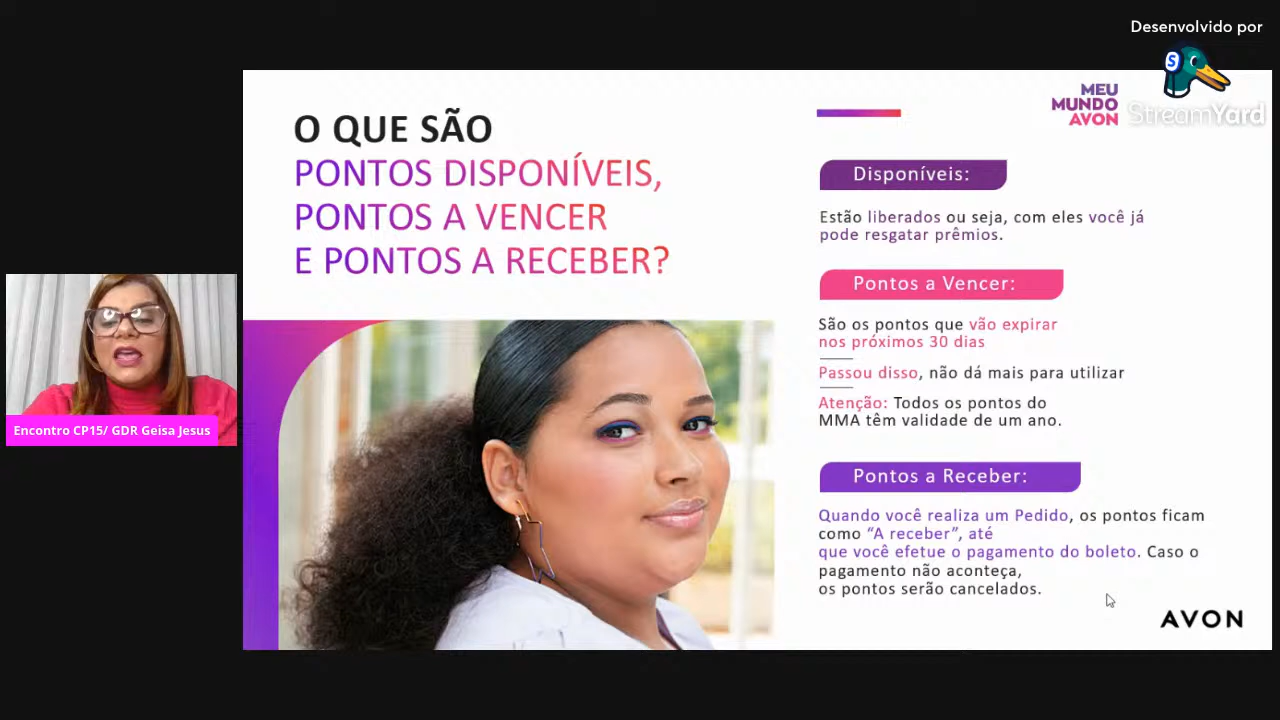 Desenvolvido por
S
StreamYard
MEU
MUNDO
AVON
O QUE SÃO
PONTOS DISPONÍVEIS,
PONTOS A VENCER
E PONTOS A RECEBER?
Disponíveis:
Estão liberados ou seja, com eles você já
pode resgatar prêmios.
Pontos a Vencer:
São os pontos que vão expirar
nos próximos 30 dias
Passou disso, não dá mais para utilizar
Atenção: Todos os pontos do
MMA têm validade de um ano.
Pontos a Receber:
Quando você realiza um Pedido, os pontos ficam
como “A receber”, até
que você efetue o pagamento do boleto. Caso o
pagamento não aconteça,
os pontos serão cancelados.
AVON
Encontro CP15/ GDR Geisa Jesus